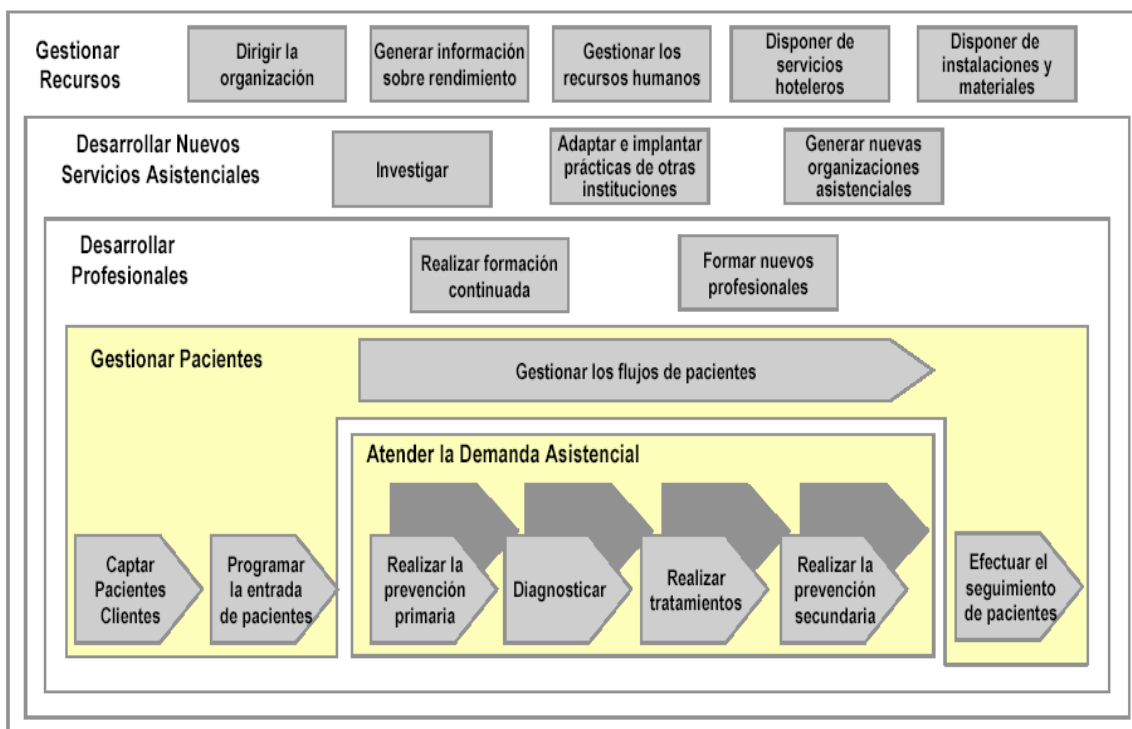 Gestionar
Recursos
Dirigir la
organización
Generar información
sobre rendimiento
Gestionar los
recursos humanos
Disponer de
servicios
hoteleros
Disponer de
instalaciones y
materiales
Desarrollar Nuevos
Servicios Asistenciales
Investigar
Adaptar e implantar
prácticas de otras
instituciones
Generar nuevas
organizaciones
asistenciales
Desarrollar
Profesionales
Realizar formación
continuada
Formar nuevos
profesionales
Gestionar Pacientes
Gestionar los flujos de pacientes
Atender la Demanda Asistencial
Captar
Pacientes
Clientes
Programar
la entrada
de pacientes
Realizar la
prevención
primaria
Diagnosticar
Realizar
tratamientos
Realizar la
prevención
secundaria
Efectuar el
seguimiento
de pacientes